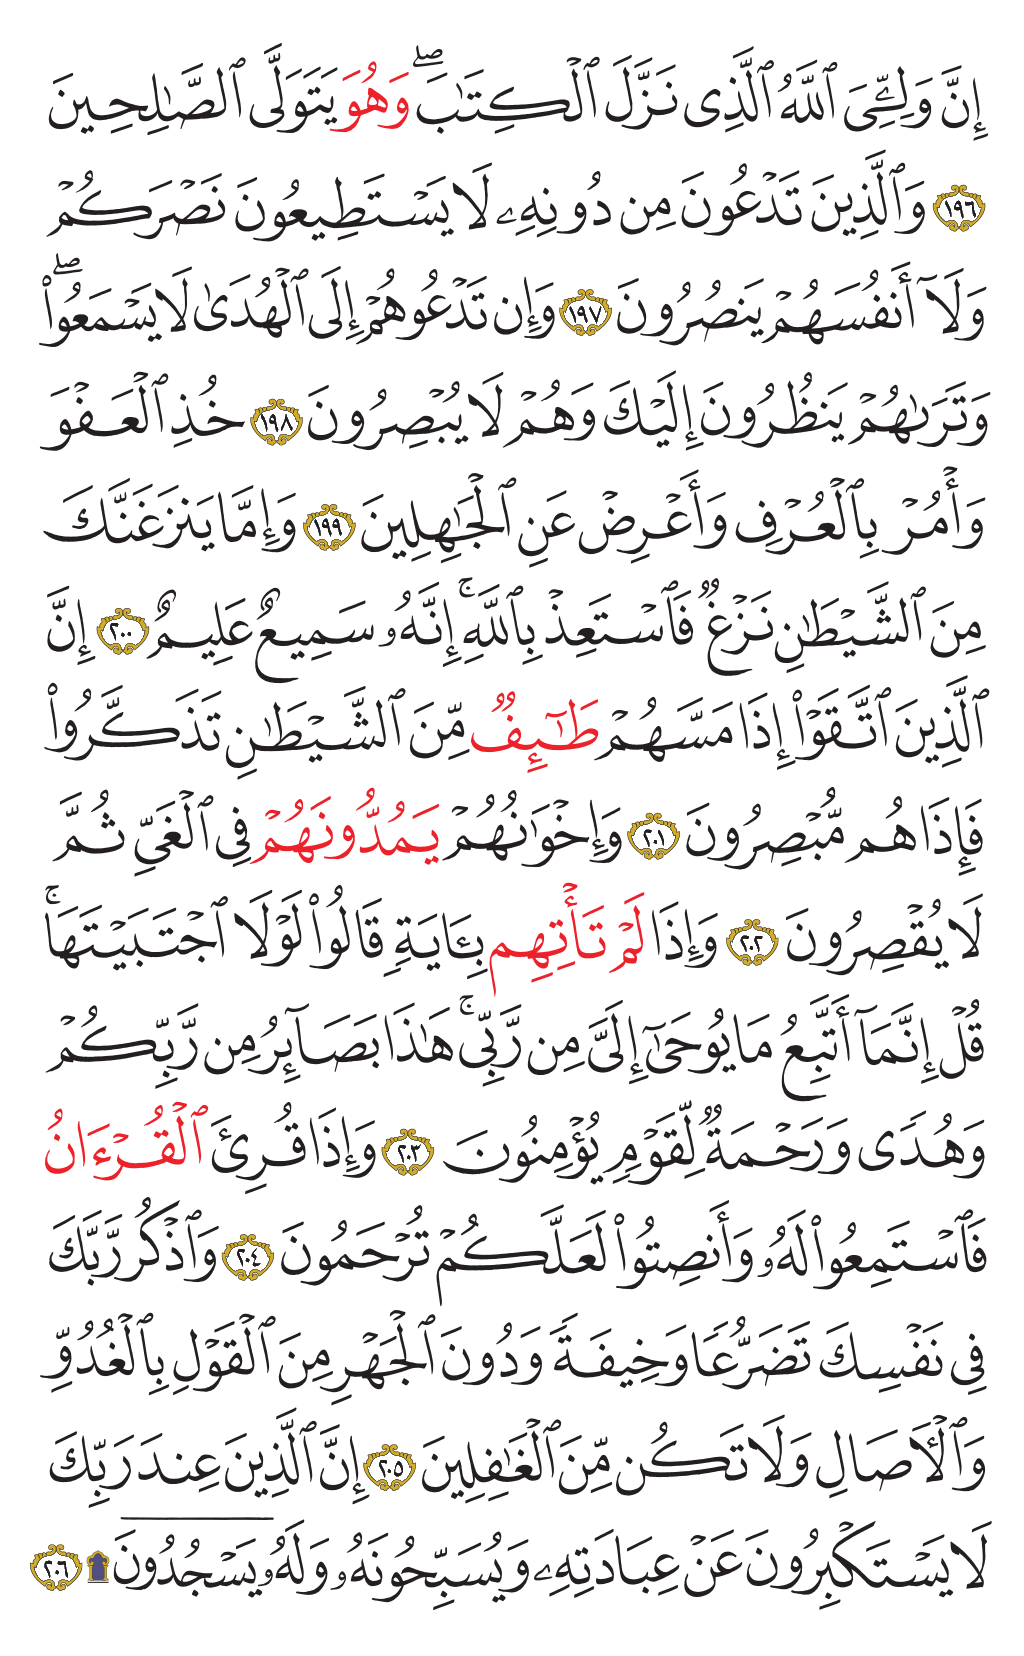 إِنَّ وَلِـِّۧيَ ٱللَّهُ ٱلَّذِى نَزَّلَ ٱلْكِتَٰبَ ۖ وَهُوَ يَتَوَلَّى ٱلصَّٰلِحِينَ
١٩٦ وَٱلَّذِينَ تَدْعُونَ مِن دُونِهِۦ لَا يَسْتَطِيعُونَ نَصْرَكُمْ
وَلَآ أَنفُسَهُمْ يَنصُرُونَ ١٩٧ وَإِن تَدْعُوهُمْ إِلَى ٱلْهُدَىٰ لَا يَسْمَعُوا۟ ۖ
وَتَرَىٰهُمْ يَنظُرُونَ إِلَيْكَ وَهُمْ لَا يُبْصِرُونَ ١٩٨ خُذِ ٱلْعَفْوَ
وَأْمُرْ بِٱلْعُرْفِ وَأَعْرِضْ عَنِ ٱلْجَٰهِلِينَ ١٩٩ وَإِمَّا يَنزَغَنَّكَ
مِنَ ٱلشَّيْطَٰنِ نَزْغٌ فَٱسْتَعِذْ بِٱللَّهِ ۚ إِنَّهُۥ سَمِيعٌ عَلِيمٌ ٢٠٠ إِنَّ
ٱلَّذِينَ ٱتَّقَوْا۟ إِذَا مَسَّهُمْ طَٰٓئِفٌ مِّنَ ٱلشَّيْطَٰنِ تَذَكَّرُوا۟
فَإِذَا هُم مُّبْصِرُونَ ٢٠١ وَإِخْوَٰنُهُمْ يَمُدُّونَهُمْ فِى ٱلْغَىِّ ثُمَّ
لَا يُقْصِرُونَ ٢٠٢ وَإِذَا لَمْ تَأْتِهِم بِـَٔايَةٍ قَالُوا۟ لَوْلَا ٱجْتَبَيْتَهَا ۚ
قُلْ إِنَّمَآ أَتَّبِعُ مَا يُوحَىٰٓ إِلَىَّ مِن رَّبِّى ۚ هَٰذَا بَصَآئِرُ مِن رَّبِّكُمْ
وَهُدًى وَرَحْمَةٌ لِّقَوْمٍ يُؤْمِنُونَ ٢٠٣ وَإِذَا قُرِئَ ٱلْقُرْءَانُ
فَٱسْتَمِعُوا۟ لَهُۥ وَأَنصِتُوا۟ لَعَلَّكُمْ تُرْحَمُونَ ٢٠٤ وَٱذْكُر رَّبَّكَ
فِى نَفْسِكَ تَضَرُّعًا وَخِيفَةً وَدُونَ ٱلْجَهْرِ مِنَ ٱلْقَوْلِ بِٱلْغُدُوِّ
وَٱلْءَاصَالِ وَلَا تَكُن مِّنَ ٱلْغَٰفِلِينَ ٢٠٥ إِنَّ ٱلَّذِينَ عِندَ رَبِّكَ
لَا يَسْتَكْبِرُونَ عَنْ عِبَادَتِهِۦ وَيُسَبِّحُونَهُۥ وَلَهُۥ يَسْجُدُونَ ۩ ٢٠٦